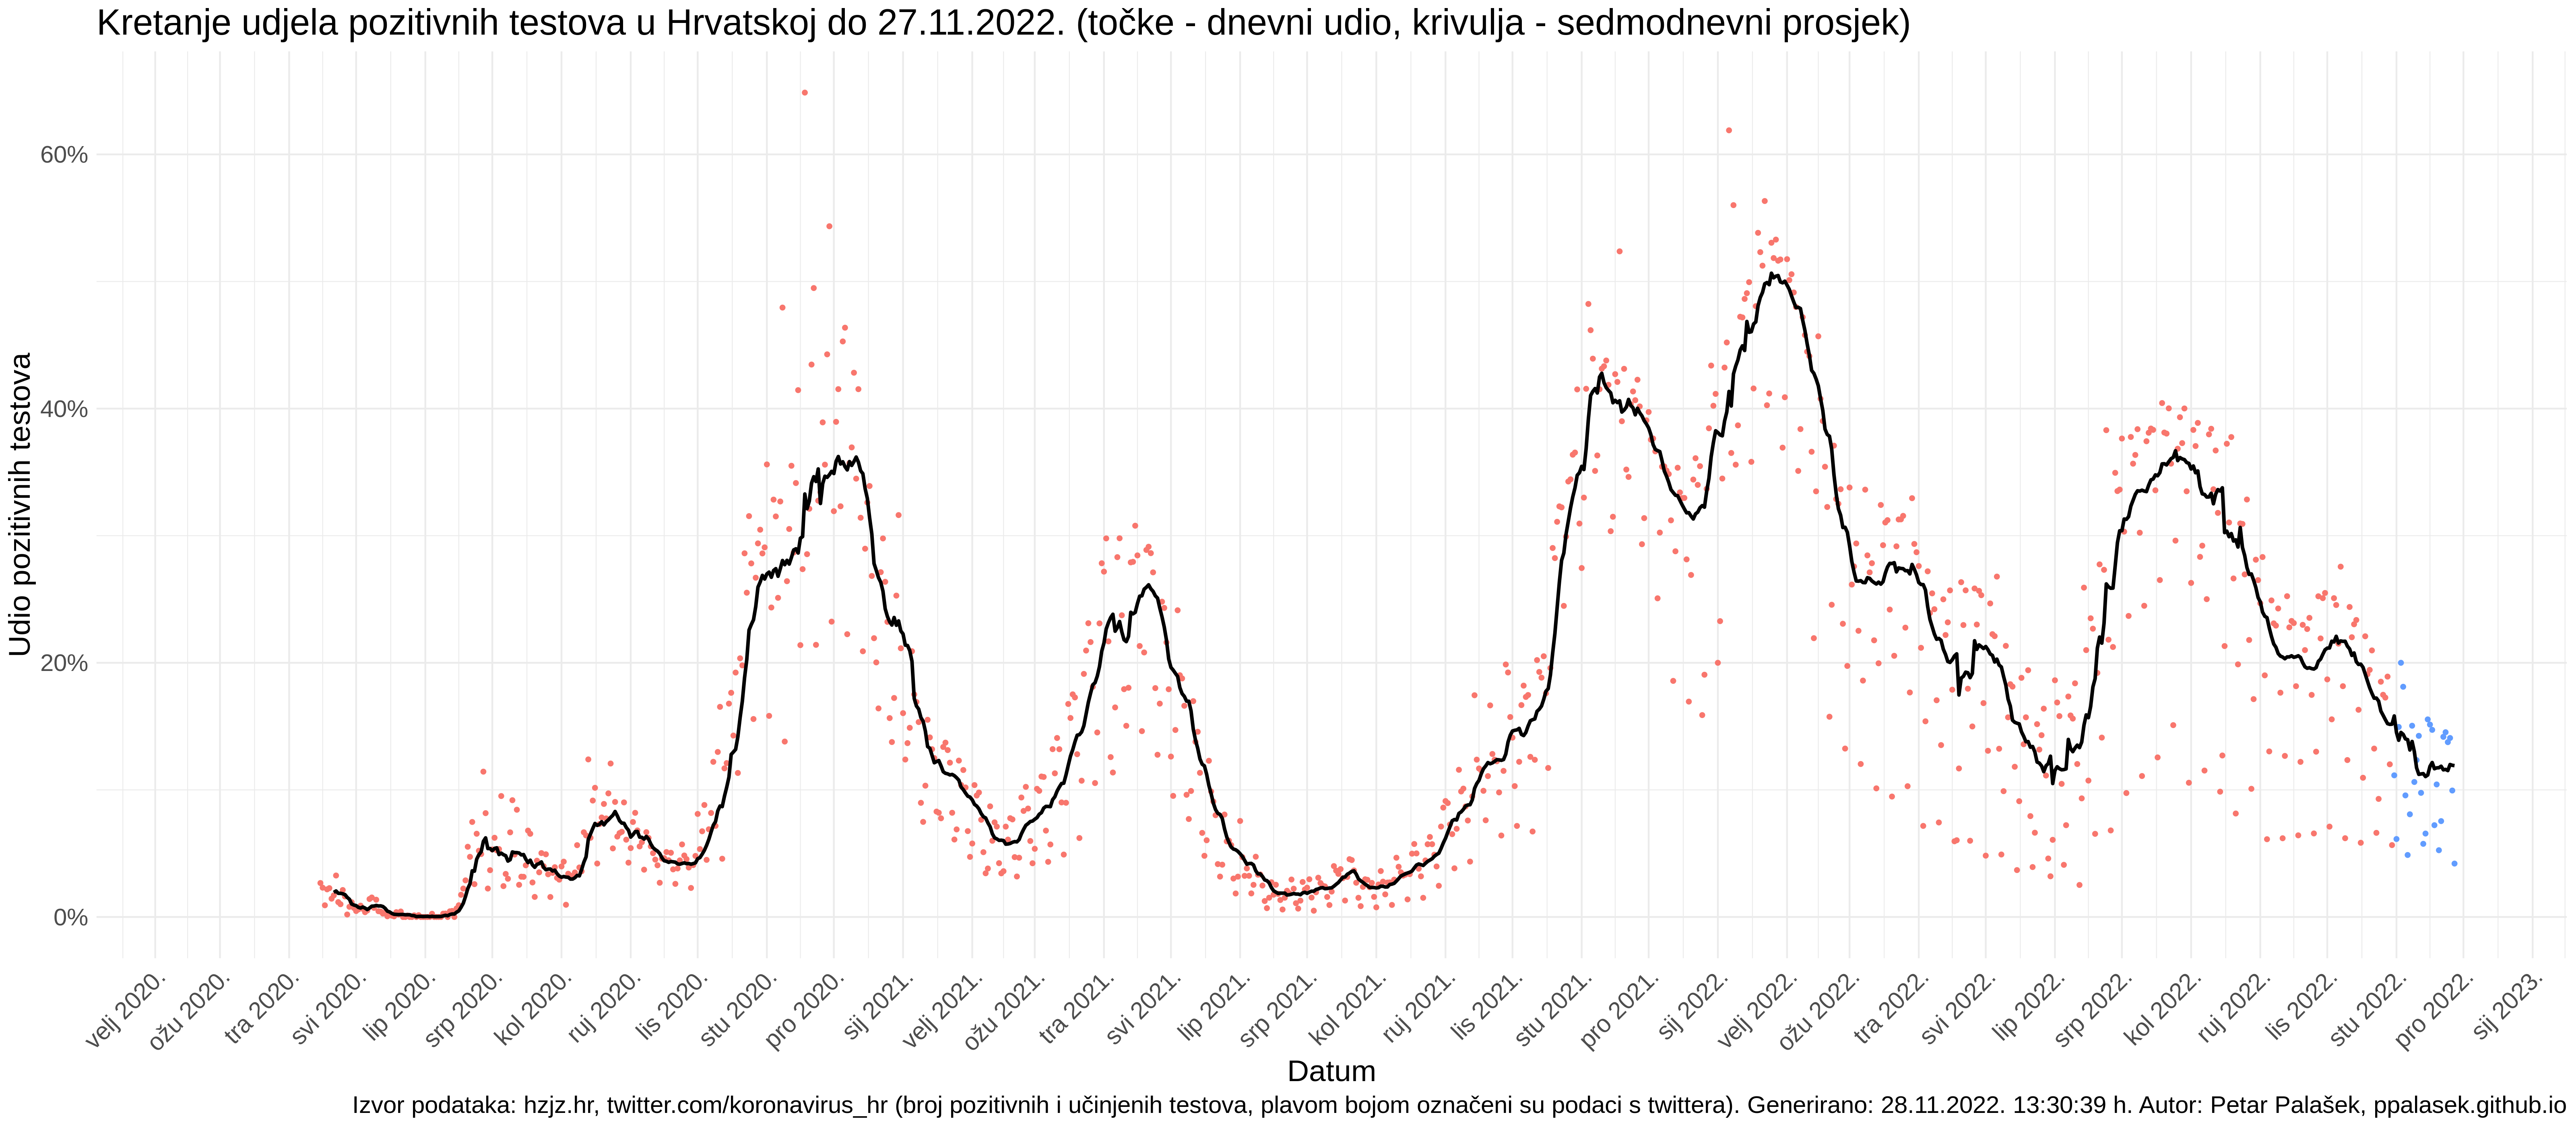 Kretanje udjela pozitivnih testova u Hrvatskoj do 27.11.2022. (točke - dnevni udio, krivulja - sedmodnevni prosjek)
Udio pozitivnih testova
60%
40%
20%
0%
velj 2020.
ožu 2020.
tra 2020.
svi 2020.
lip 2020.
srp 2020.
kol 2020.
ruj 2020.
lis 2020.
stu 2020.
pro 2020.
sij 2021.
velj 2021.
ožu 2021.
tra 2021.
svi 2021.
lip 2021.
srp 2021.
kol 2021.
ruj 2021.
lis 2021.
stu 2021.
pro 2021.
sij 2022.
velj 2022.
ožu 2022.
tra 2022.
svi 2022.
lip 2022.
srp 2022.
kol 2022.
ruj 2022.
lis 2022.
stu 2022.
pro 2022.
sij 2023.
Datum
Izvor podataka: hzjz.hr, twitter.com/koronavirus_hr (broj pozitivnih i učinjenih testova, plavom bojom označeni su podaci s twittera). Generirano: 28.11.2022. 13:30:39 h. Autor: Petar Palašek, ppalasek.github.io